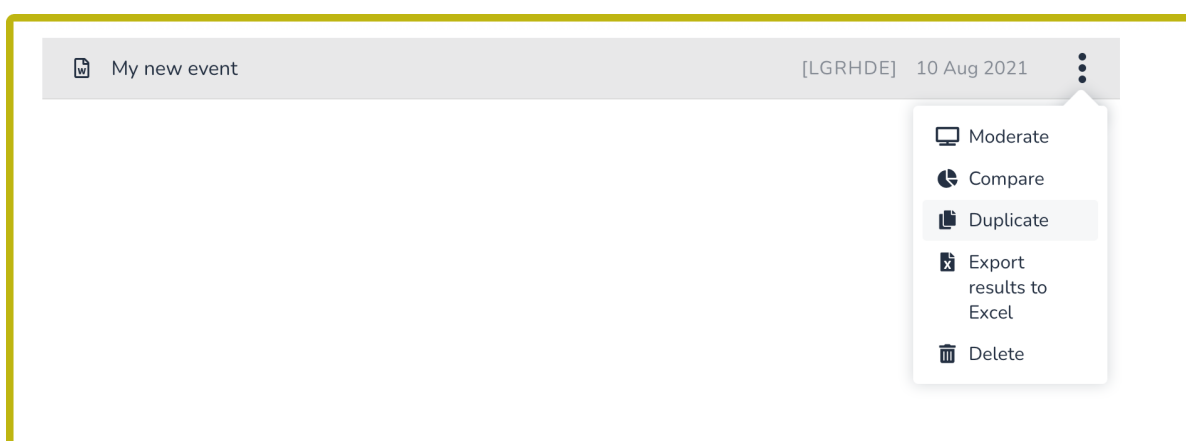 My new event [LGRHDE] 10 Aug 2021
Moderate
Compare
Duplicate
Export
results to
Excel
Delete